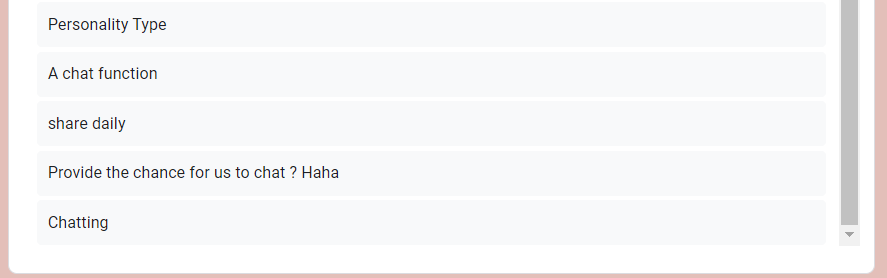 Personality Type
A chat function
share daily
Provide the chance for us to chat ? Haha
Chatting